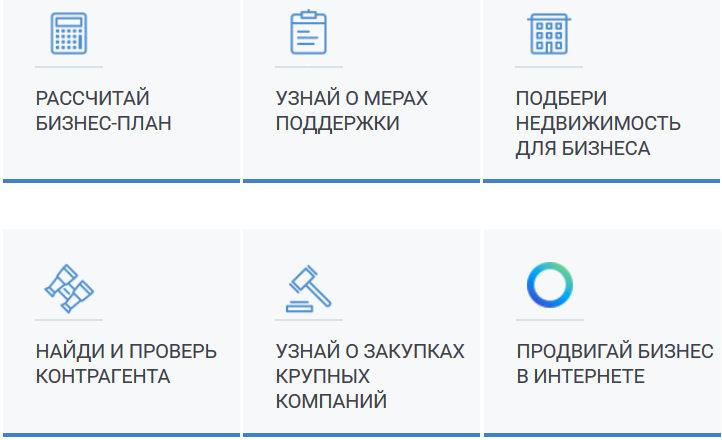 РАССЧИТАЙ
БИЗНЕС-ПЛАН
УЗНАЙ О МЕРАХ
ПОДДЕРЖКИ
ПОДБЕРИ
НЕДВИЖИМОСТЬ
ДЛЯ БИЗНЕСА
НАЙДИ И ПРОВЕРЬ
КОНТРАГЕНТА
УЗНАЙ О ЗАКУПКАХ
КРУПНЫХ
КОМПАНИЙ
ПРОДВИГАЙ БИЗНЕС
В ИНТЕРНЕТЕ